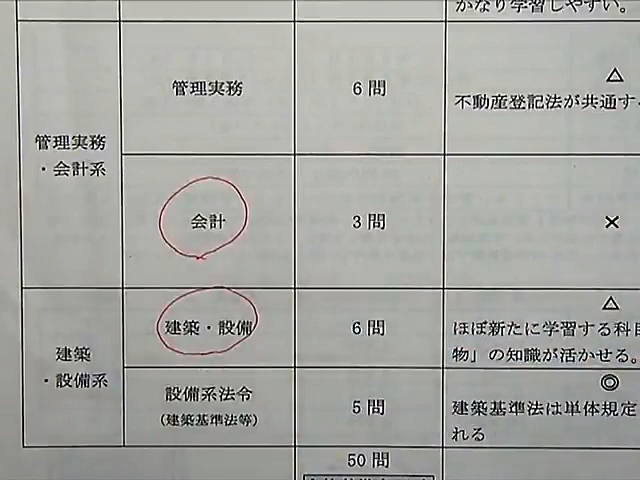 かなり学習しやすい。
管理実務
・会計系
管理実務
6 問
△
不動産登記法が共通す
会計
3 問
×
建築
・設備系
建築・設備
6 問
△
ほぼ新たに学習する科目
物」の知識が活かせる。
設備系法令
(建築基準法等)
5 問
◎
建築基準法は単体規定
れる
50 問